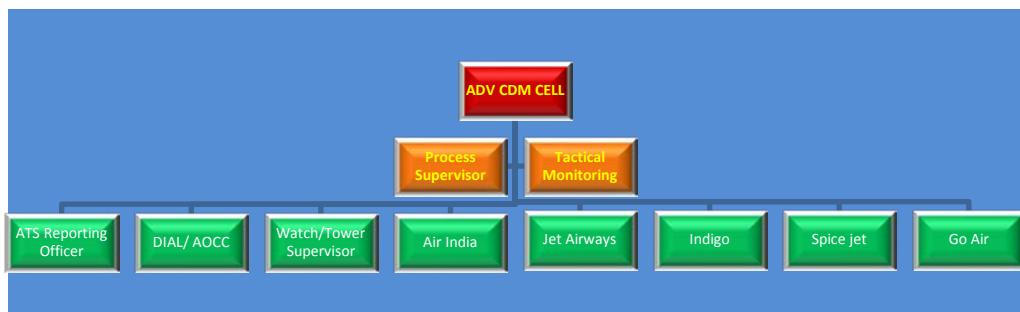 ADV CDM CELL
Process
Supervisor
Tactical
Monitoring
ATS Reporting
Officer
DIAL/ AOCC
Watch/Tower
Supervisor
Air India
Jet Airways
Indigo
Spice jet
Go Air